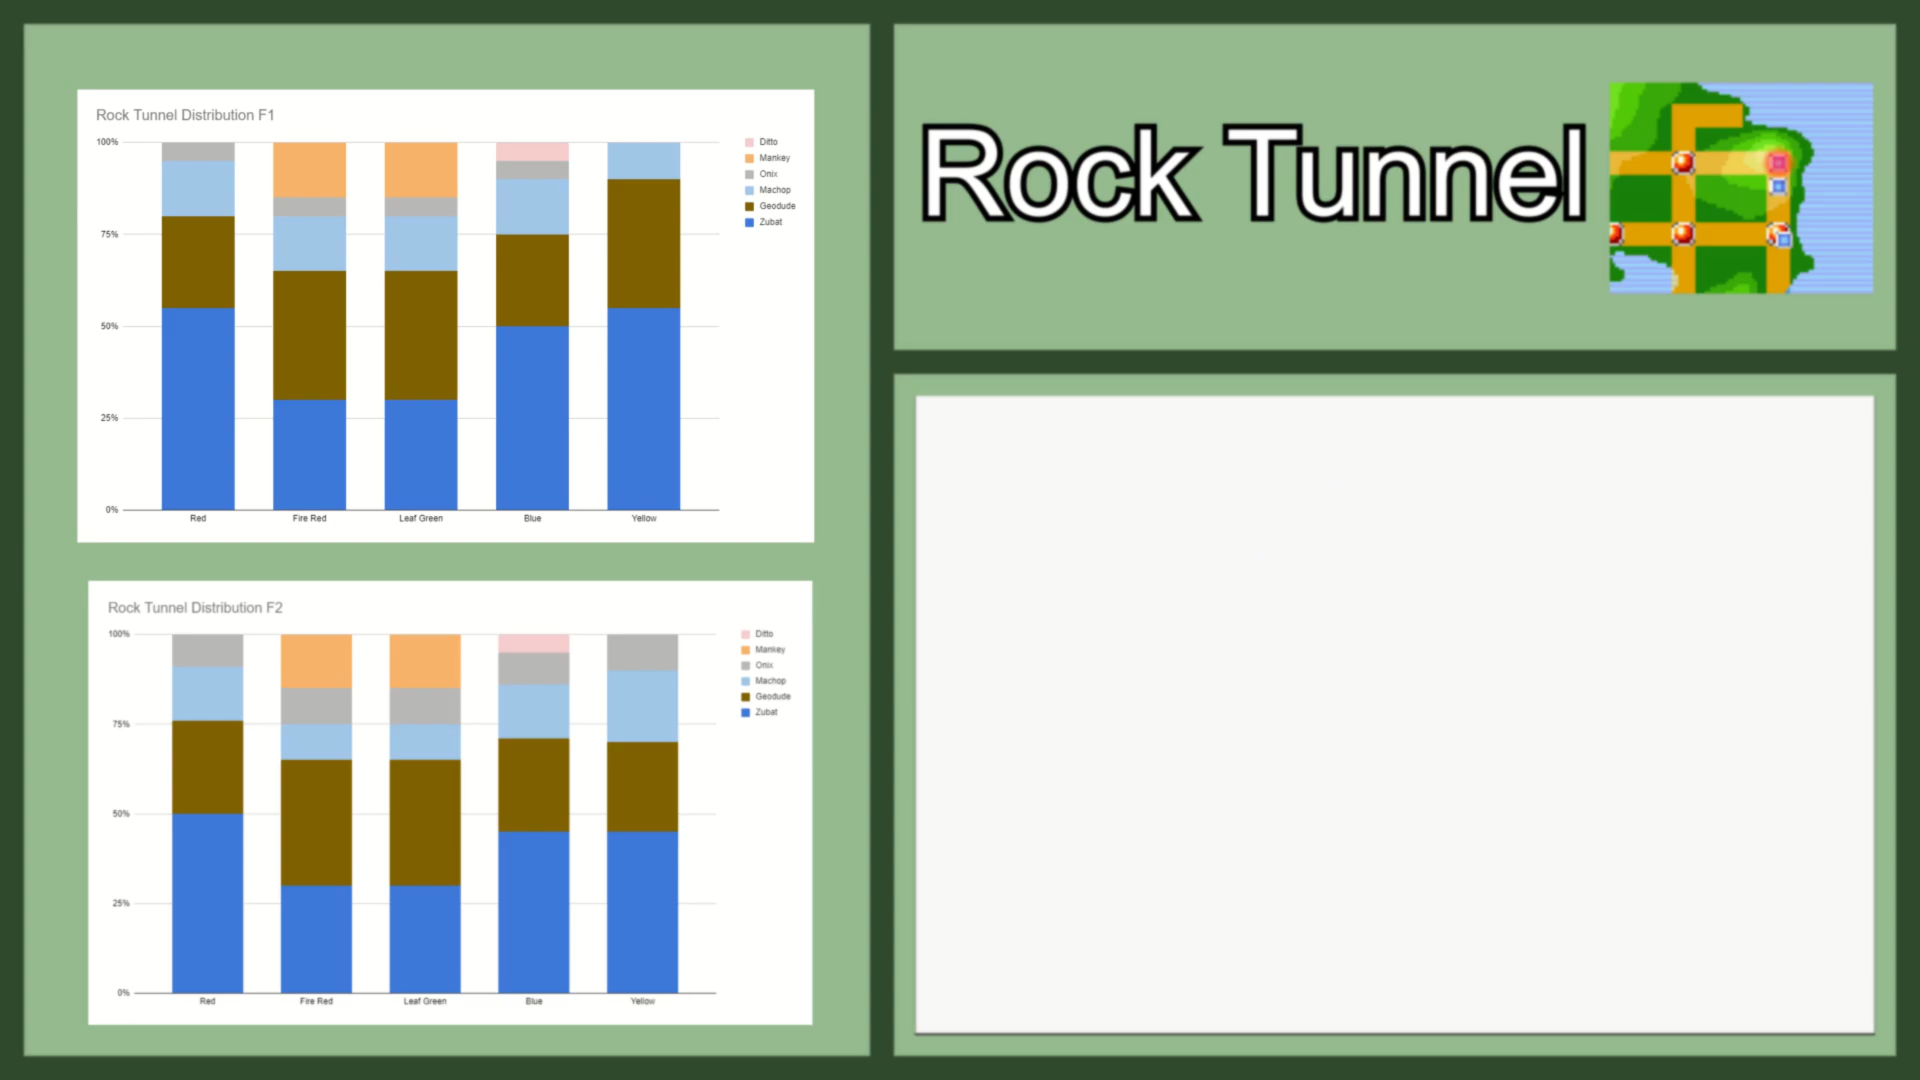 Rock Tunnel Distribution F1
100%
75%
50%
25%
0%
Red Fire Red Leaf Green Blue Yellow
Ditto
Mankey
Onix
Machop
Geodude
Zubat
Rock Tunnel Distribution F2
100%
75%
50%
25%
0%
Red Fire Red Leaf Green Blue Yellow
Ditto
Mankey
Onix
Machop
Geodude
Zubat
Rock Tunnel